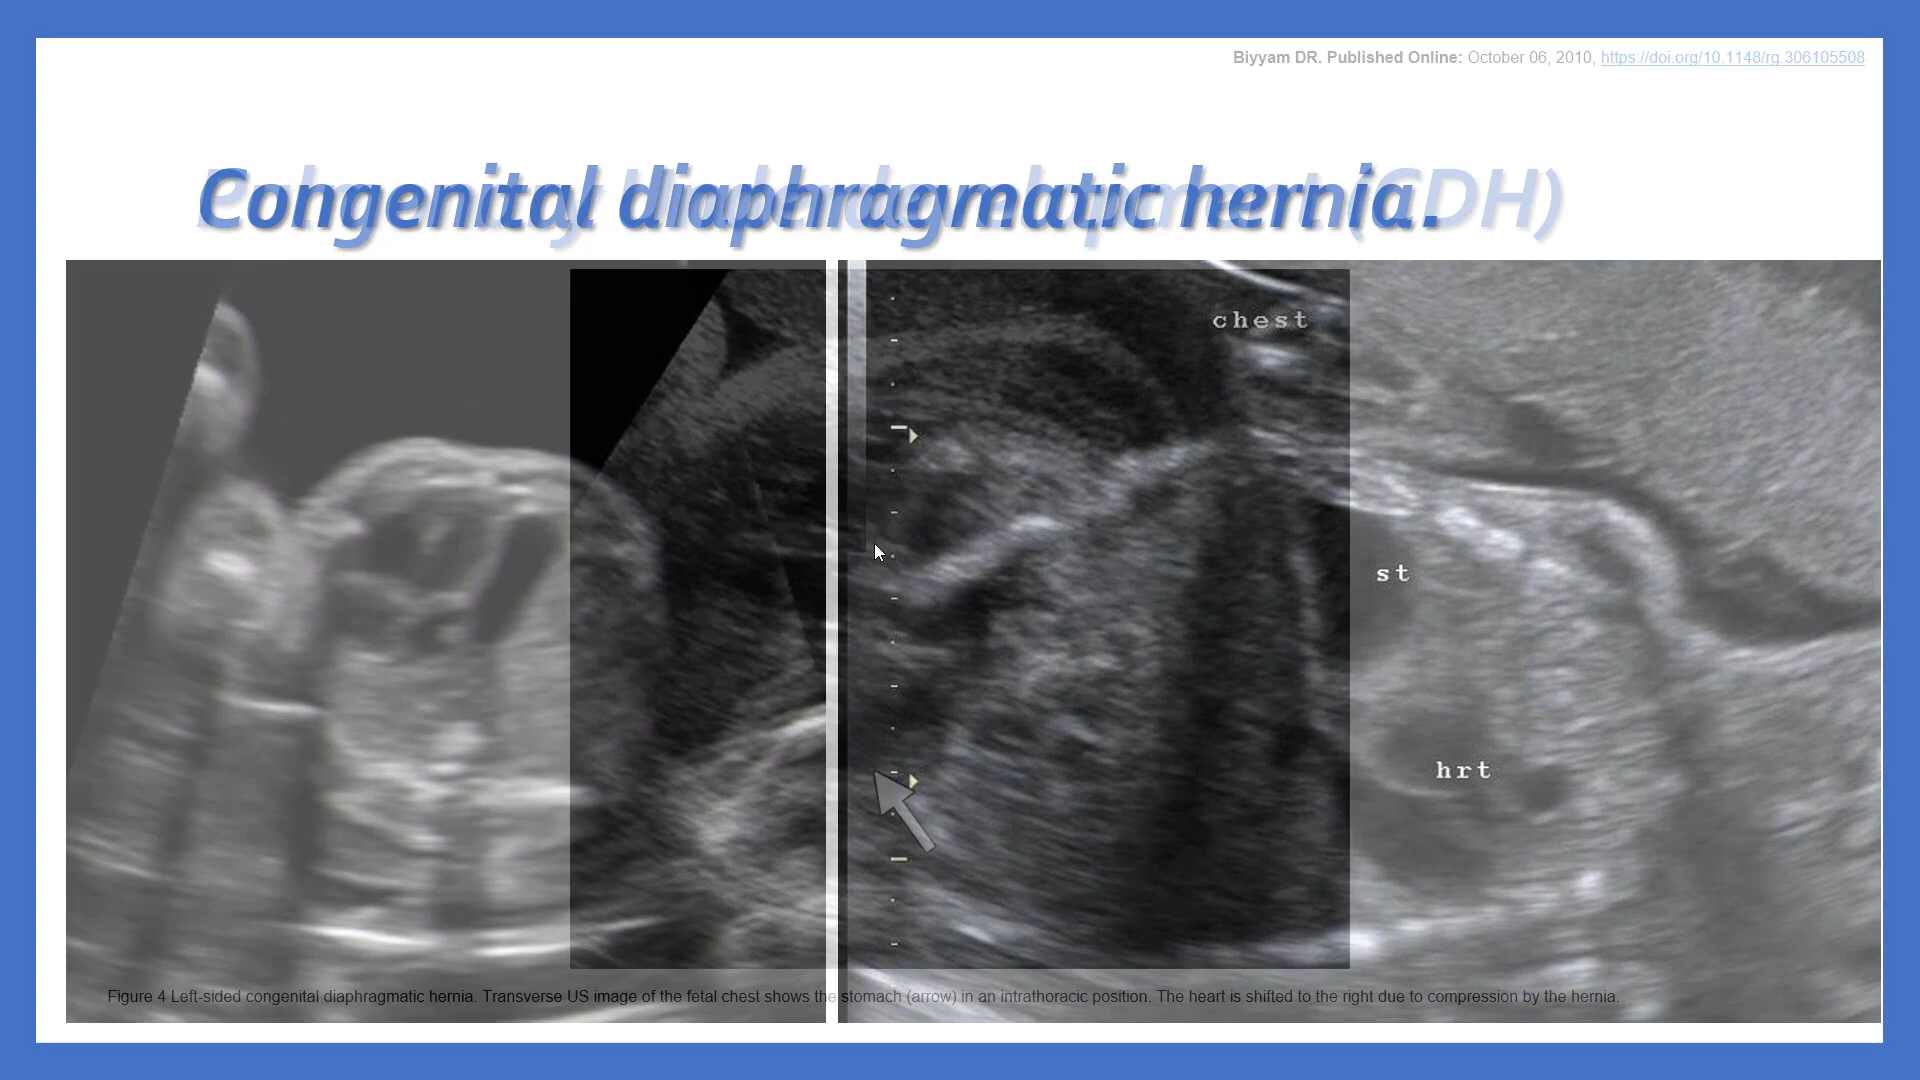 Biyyam DR. Published Online: October 06, 2010, https://doi.org/10.1148/rg.306105508
Congenital diaphragmatic hernia.
(CDH)
chest
st
hrt
Figure 4 Left-sided congenital diaphragmatic hernia. Transverse US image of the fetal chest shows the stomach (arrow) in an intrathoracic position. The heart is shifted to the right due to compression by the hernia.